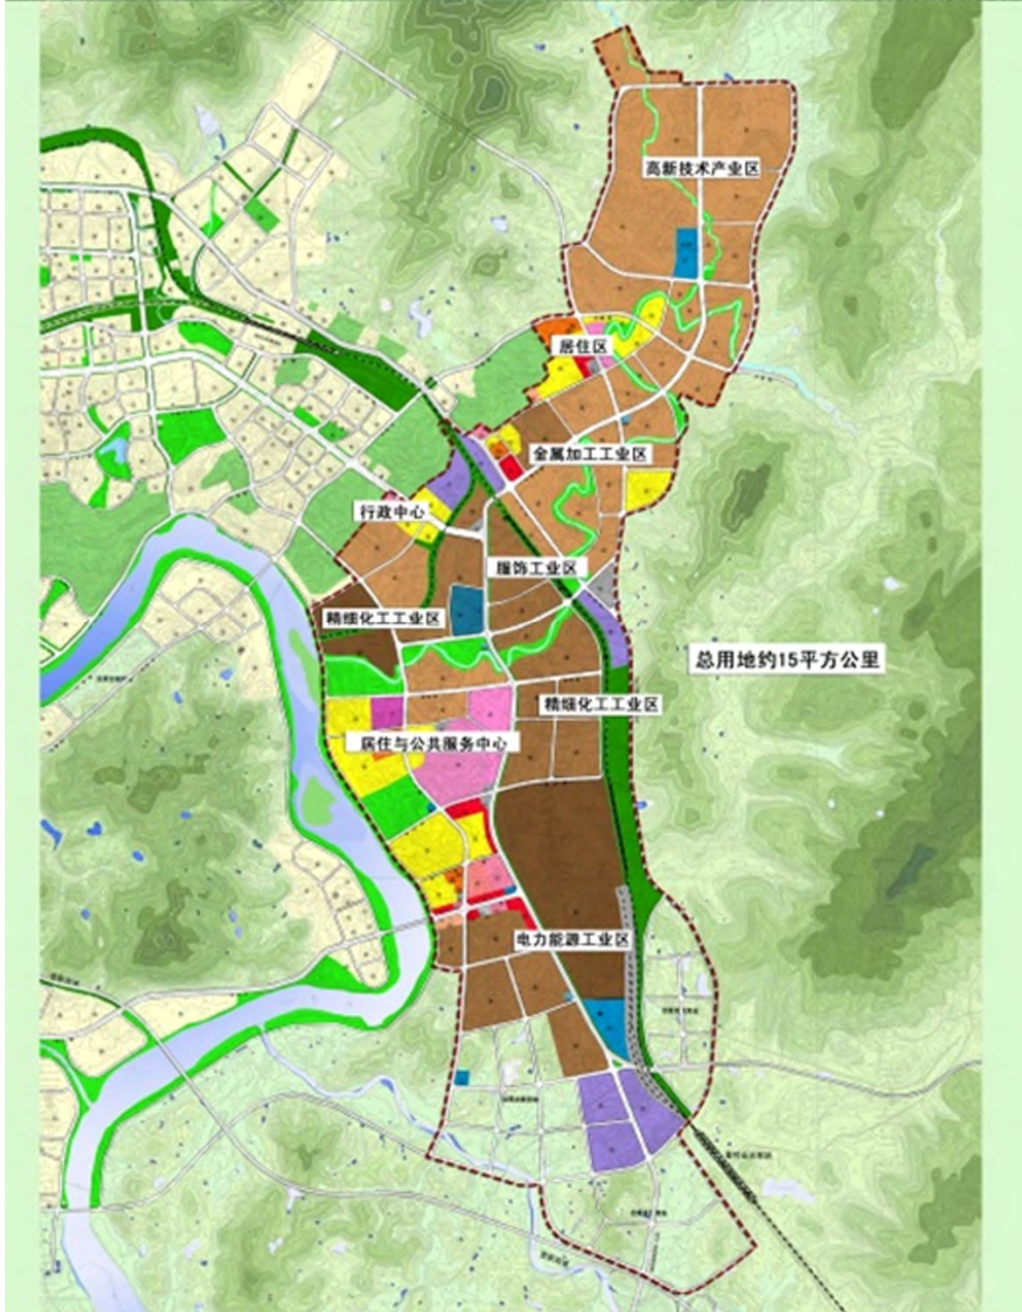 高新技术产业区
居住区
金属加工工业区
行政中心
服饰工业区
精细化工工业区
总用地约15平方公里
精细化工工业区
居住与公共服务中心
电力能源工业区